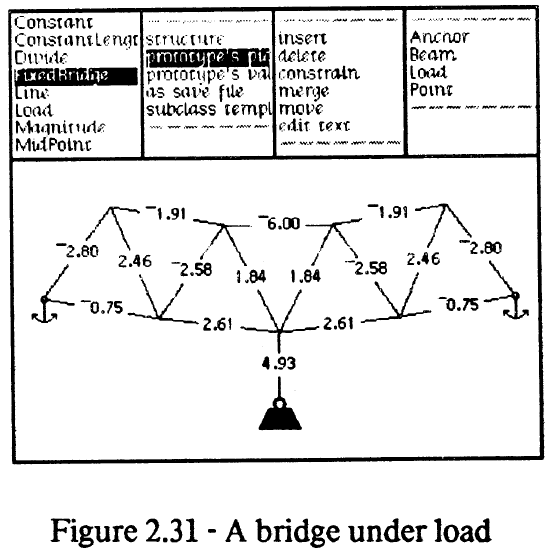 Constant
ConstantLengt
Divide
FixedBridge
Line
Load
Magnitude
MidPoint
structure
prototype's pic
prototype's valu
as save file
subclass templ
insert
delete
constrain
merge
move
edit text
Anchor
Beam
Load
Point
¯1.91 ¯6.00 ¯1.91
¯2.80 2.46 ¯2.58 1.84 1.84 ¯2.58 2.46 ¯2.80
¯0.75 2.61 2.61 ¯0.75
4.93
Figure 2.31 - A bridge under load